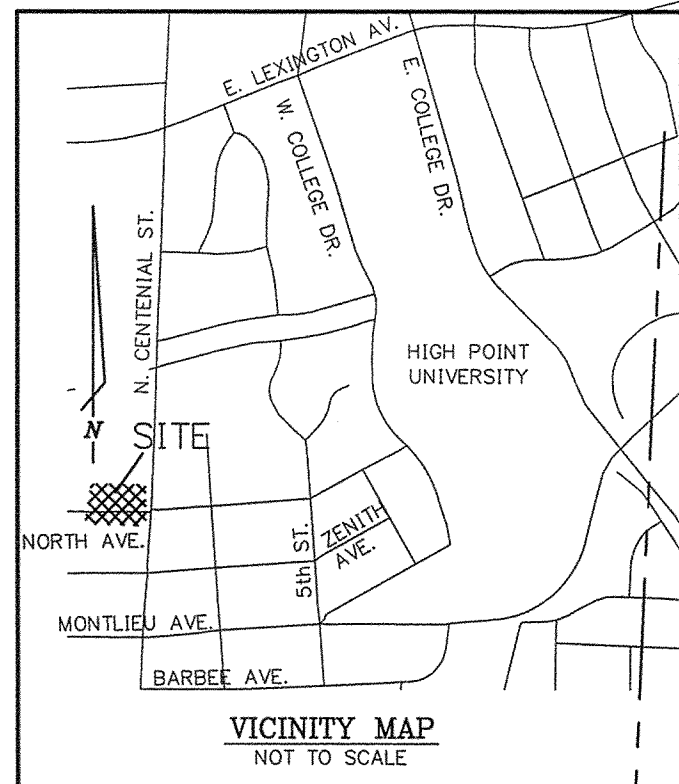 E. LEXINGTON AV.
W. COLLEGE DR.
E. COLLEGE DR.
N. CENTENIAL ST.
HIGH POINT
UNIVERSITY
N
SITE
NORTH AVE.
ZENITH
AVE.
5th ST.
MONTLIEU AVE.
BARBEE AVE.
VICINITY MAP
NOT TO SCALE